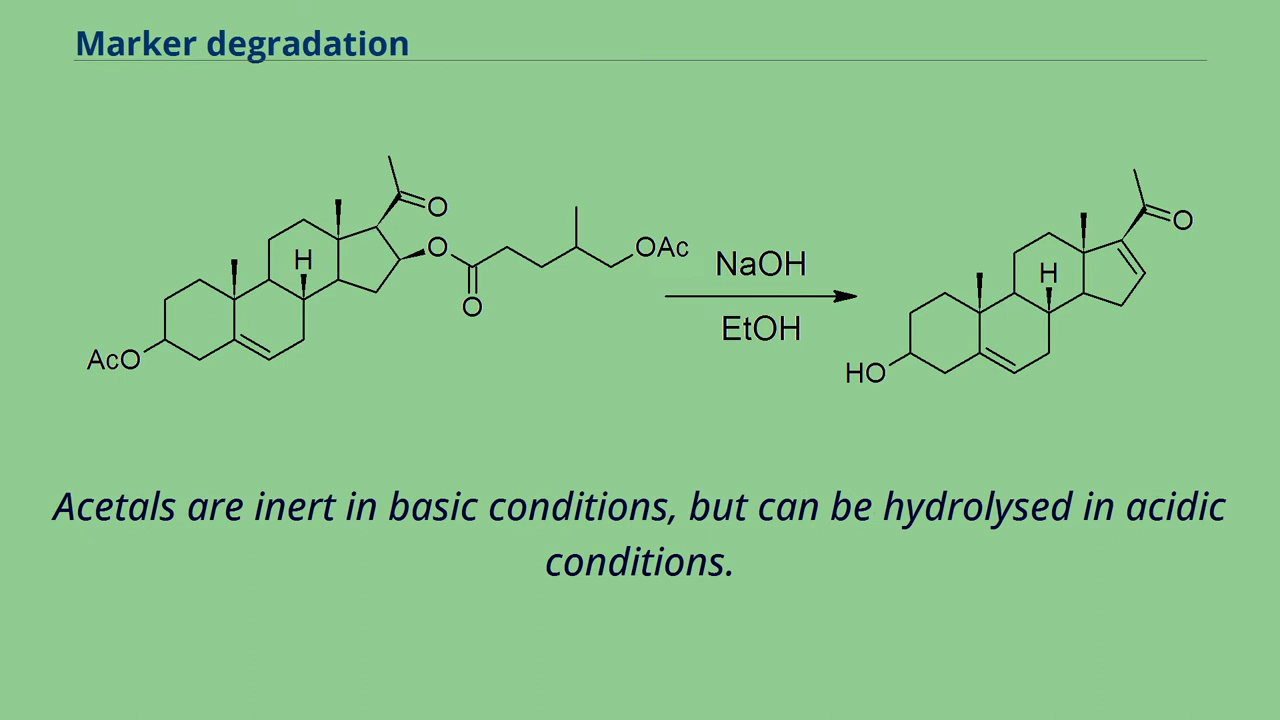 Marker degradation
O
H
O
O
OAc
AcO
NaOH
EtOH
O
H
HO
Acetals are inert in basic conditions, but can be hydrolysed in acidic
conditions.